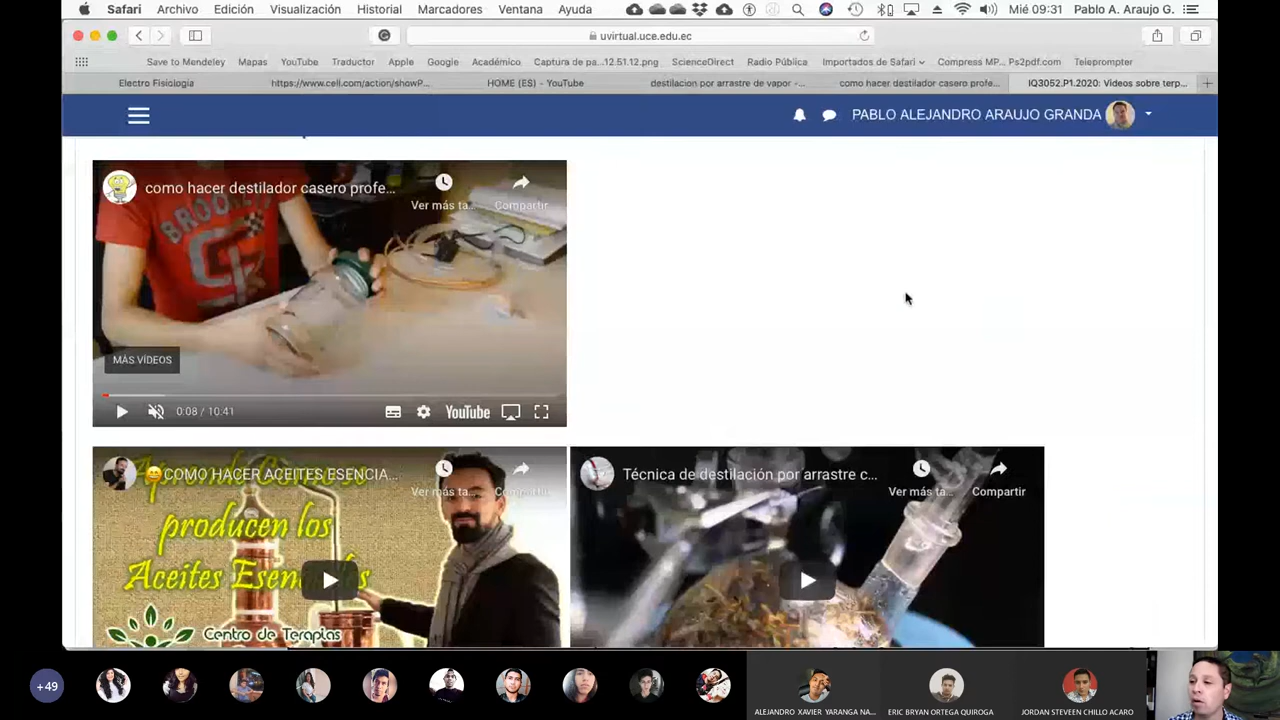 Safari Archivo Edición Visualización Historial Marcadores Ventana Ayuda Mié 09:31 Pablo A. Araujo G.
uvirtual.uce.edu.ec
Save to Mendeley Mapas YouTube Traductor Apple Google Académico Captura de pa...12.51.12.png ScienceDirect Radio Pública Importados de Safari Compress MP... Ps2pdf.com Teleprompter
Electro Fisiologia https://www.cell.com/action/showP... HOME (ES) - YouTube destilacion por arrastre de vapor -... como hacer destilador casero profe... IQ3052.P1.2020: Vídeos sobre terp...
PABLO ALEJANDRO ARAUJO GRANDA
como hacer destilador casero profe...
Ver más ta... Compartir
BROOKLYN
MÁS VÍDEOS
0:08 / 10:41 YouTube
COMO HACER ACEITES ESENCIA...
Ver más ta... Compartir
producen los
Aceites Esenciales
Centro de Terapias
Técnica de destilación por arrastre c...
Ver más ta... Compartir
+49
ALEJANDRO XAVIER YARANGA NA...
ERIC BRYAN ORTEGA QUIROGA
JORDAN STEVEEN CHILLO ACARO